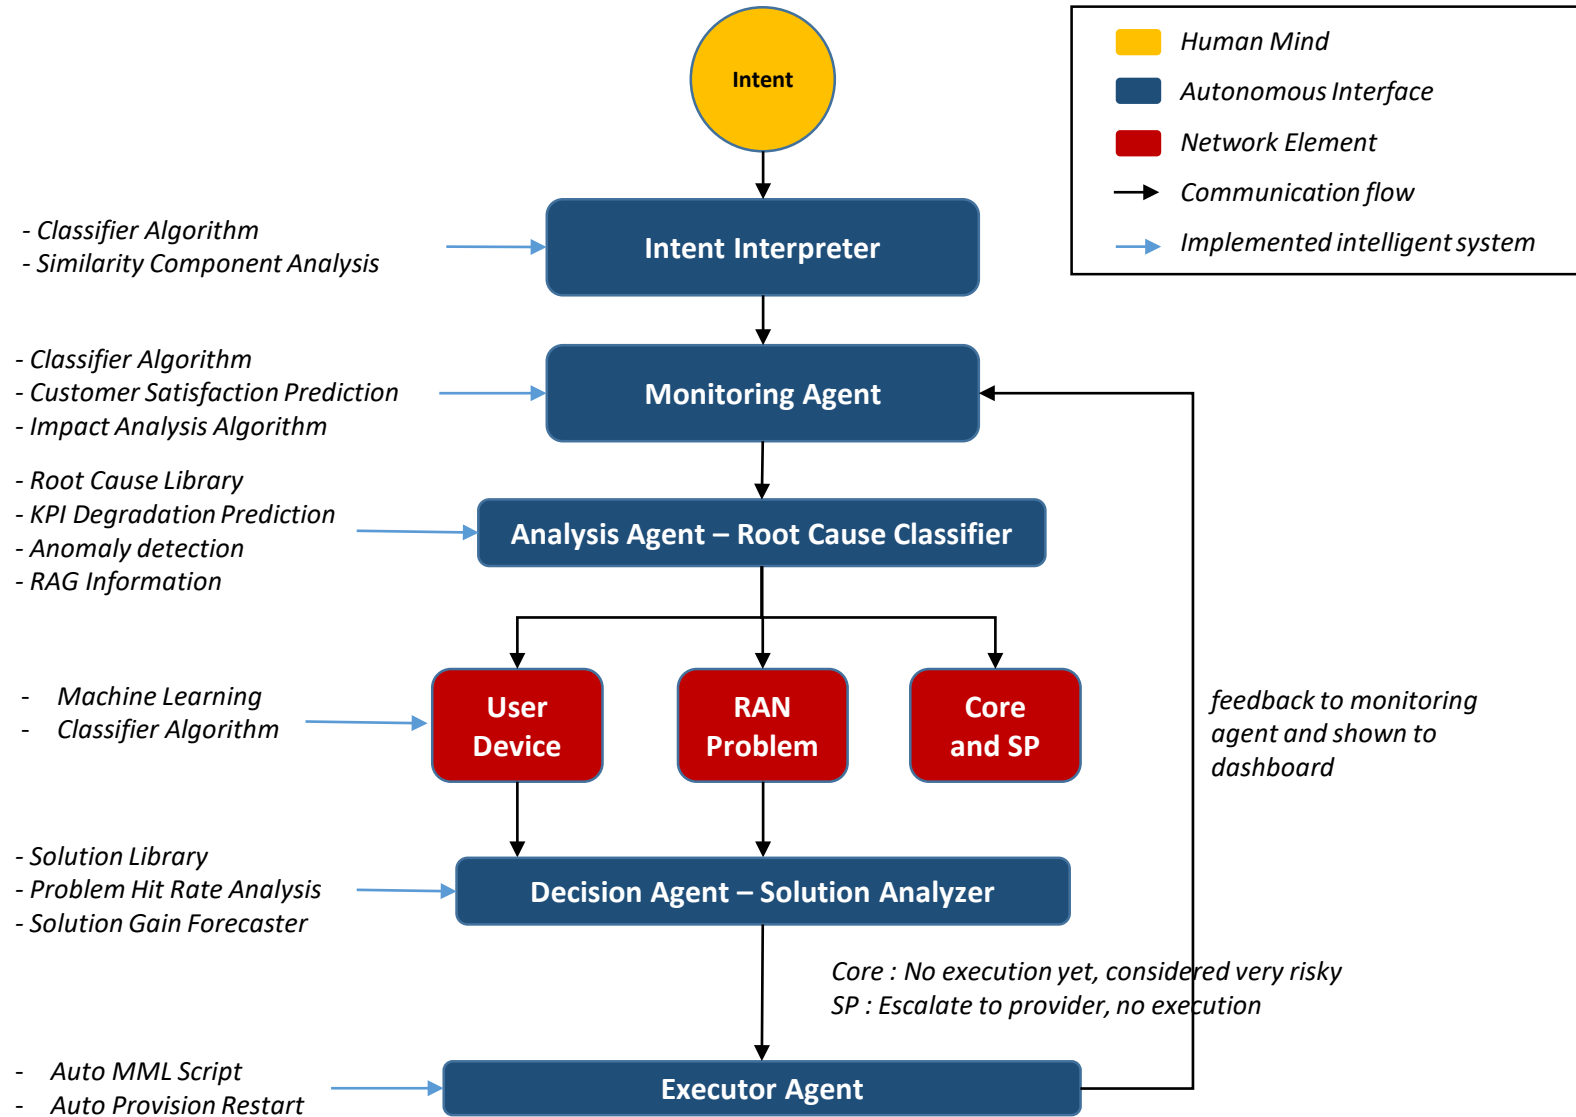 Intent
Human Mind
Autonomous Interface
Network Element
Communication flow
Implemented intelligent system
- Classifier Algorithm
- Similarity Component Analysis
Intent Interpreter
- Classifier Algorithm
- Customer Satisfaction Prediction
- Impact Analysis Algorithm
Monitoring Agent
- Root Cause Library
- KPI Degradation Prediction
- Anomaly detection
- RAG Information
Analysis Agent – Root Cause Classifier
- Machine Learning
- Classifier Algorithm
User
Device
RAN
Problem
Core
and SP
feedback to monitoring
agent and shown to
dashboard
- Solution Library
- Problem Hit Rate Analysis
- Solution Gain Forecaster
Decision Agent – Solution Analyzer
Core : No execution yet, considered very risky
SP : Escalate to provider, no execution
- Auto MML Script
- Auto Provision Restart
Executor Agent